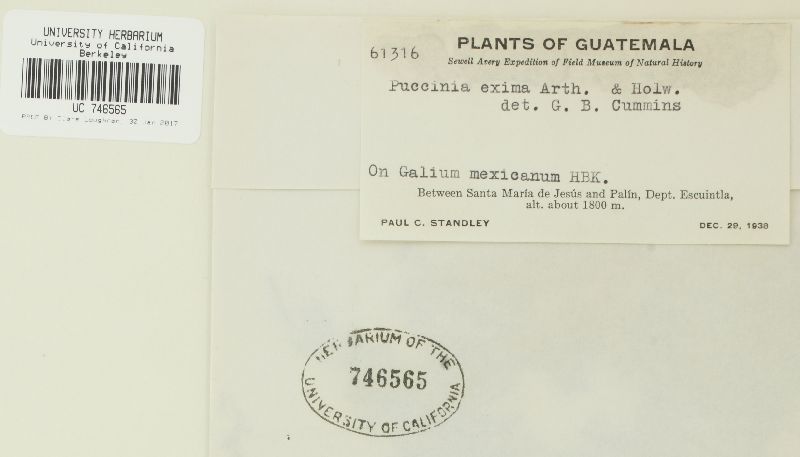 UNIVERSITY HERBARIUM
University of California
Berkeley
UC 746565
61316
PLANTS OF GUATEMALA
Sewell Avery Expedition of Field Museum of Natural History
Puccinia exima Arth. & Holw.
det. G. B. Cummins
On Galium mexicanum HBK.
Between Santa María de Jesús and Palín, Dept. Escuintla,
alt. about 1800 m.
PAUL C. STANDLEY
DEC. 29, 1938
HERBARIUM OF THE
746565
UNIVERSITY OF CALIFORNIA